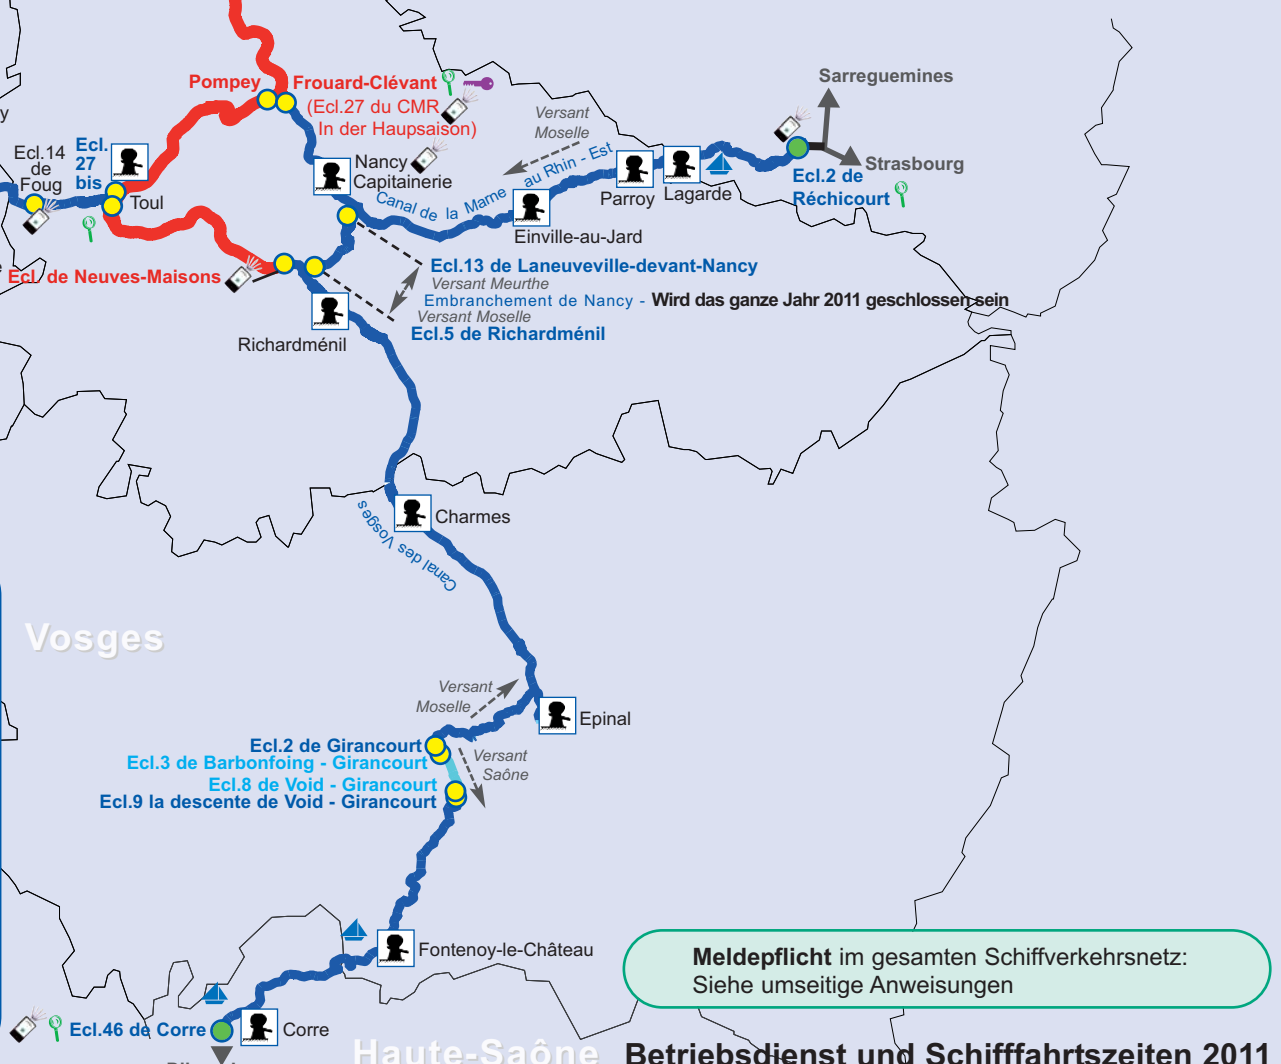 Sarreguemines
Pompey
Frouard-Clévant
(Ecl.27 du CMR
In der Haupsaison)
Versant
Moselle
y
Ecl.14
de
Foug
Ecl.
27
bis
Toul
Nancy
Capitainerie
Canal de la Marne au Rhin - Est
Parroy
Lagarde
Strasbourg
Ecl.2 de
Réchicourt
Einville-au-Jard
Ecl. de Neuves-Maisons
Ecl.13 de Laneuveville-devant-Nancy
Versant Meurthe
Embranchement de Nancy - Wird das ganze Jahr 2011 geschlossen sein
Versant Moselle
Ecl.5 de Richardménil
Richardménil
Charmes
Canal des Vosges
Vosges
Versant
Moselle
Epinal
Ecl.2 de Girancourt
Ecl.3 de Barbonfoing - Girancourt
Versant
Saône
Ecl.8 de Void - Girancourt
Ecl.9 la descente de Void - Girancourt
Fontenoy-le-Château
Meldepflicht im gesamten Schiffverkehrsnetz:
Siehe umseitige Anweisungen
Ecl.46 de Corre
Corre
Haute-Saône
Betriebsdienst und Schifffahrtszeiten 2011